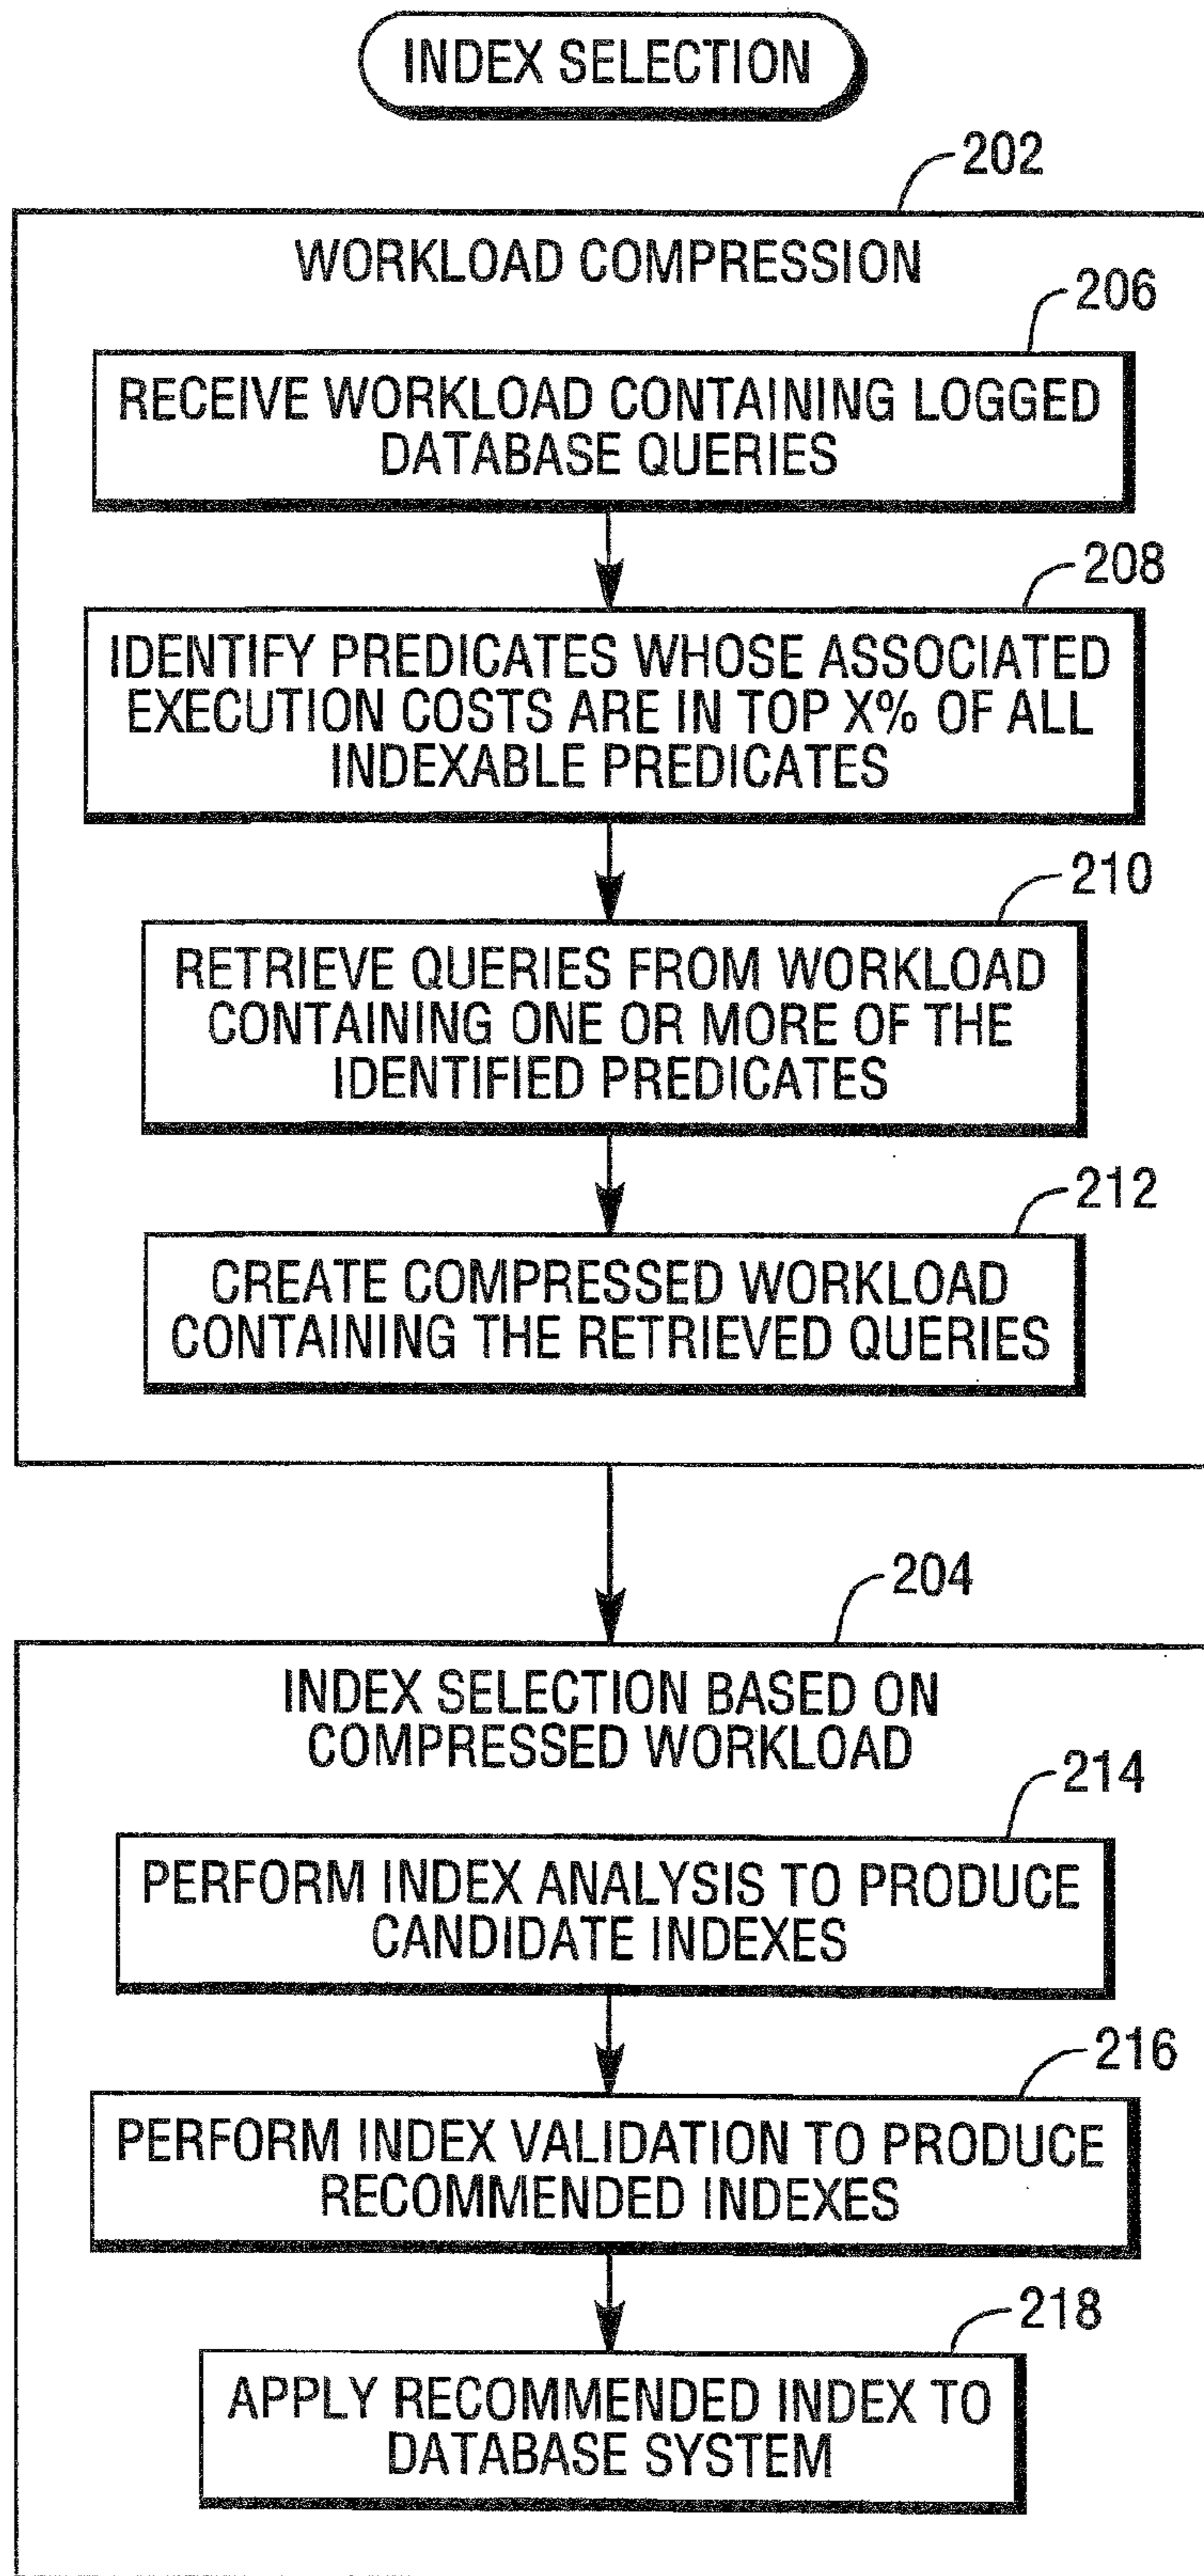 INDEX SELECTION
202
WORKLOAD COMPRESSION
206
RECEIVE WORKLOAD CONTAINING LOGGED
DATABASE QUERIES
208
IDENTIFY PREDICATES WHOSE ASSOCIATED
EXECUTION COSTS ARE IN TOP X% OF ALL
INDEXABLE PREDICATES
210
RETRIEVE QUERIES FROM WORKLOAD
CONTAINING ONE OR MORE OF THE
IDENTIFIED PREDICATES
212
CREATE COMPRESSED WORKLOAD
CONTAINING THE RETRIEVED QUERIES
204
INDEX SELECTION BASED ON
COMPRESSED WORKLOAD
214
PERFORM INDEX ANALYSIS TO PRODUCE
CANDIDATE INDEXES
216
PERFORM INDEX VALIDATION TO PRODUCE
RECOMMENDED INDEXES
218
APPLY RECOMMENDED INDEX TO
DATABASE SYSTEM